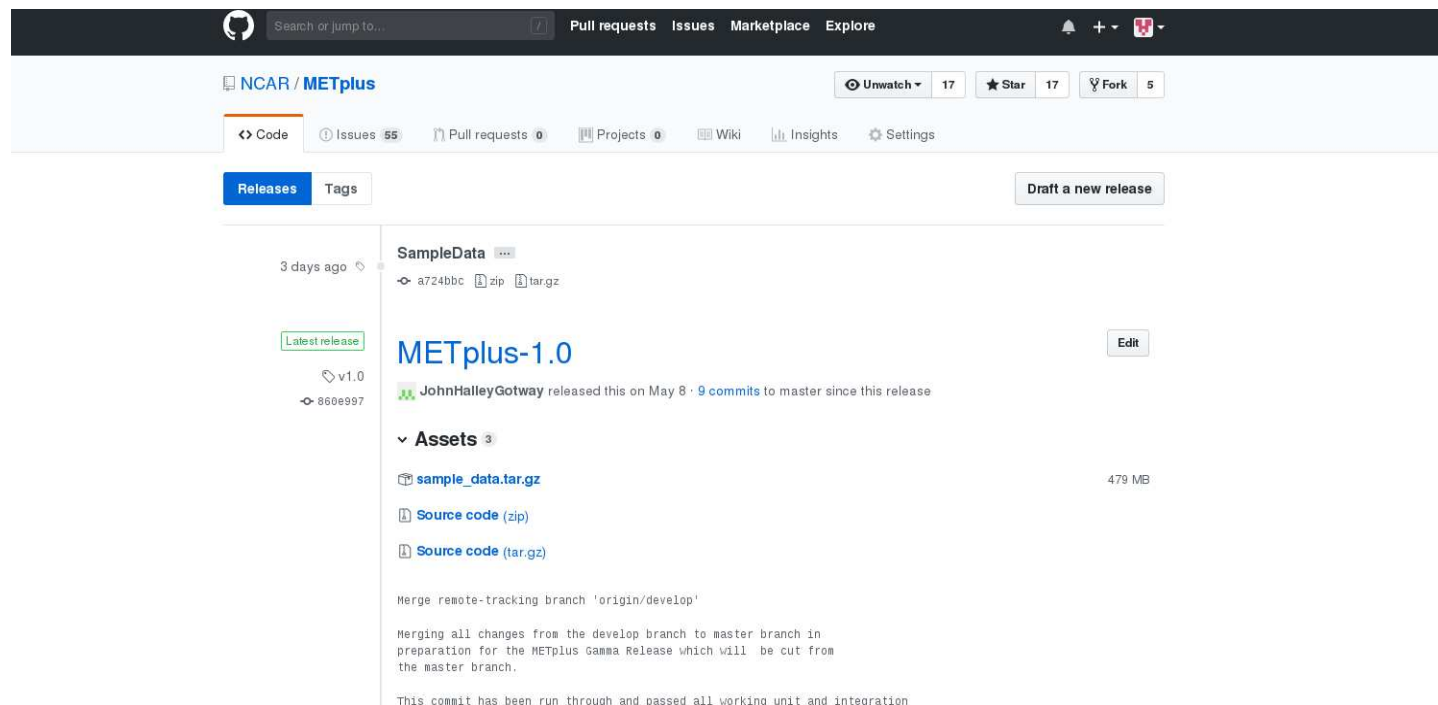 Search or jump to... / Pull requests Issues Marketplace Explore
NCAR / METplus Unwatch 17 Star 17 Fork 5
<> Code Issues 55 Pull requests 0 Projects 0 Wiki Insights Settings
Releases Tags Draft a new release
3 days ago SampleData ...
a724bbc zip tar.gz
Latest release METplus-1.0 Edit
v1.0
JohnHalleyGotway released this on May 8 · 9 commits to master since this release
860e997
Assets 3
sample_data.tar.gz 479 MB
Source code (zip)
Source code (tar.gz)
Merge remote-tracking branch 'origin/develop'
Merging all changes from the develop branch to master branch in
preparation for the METplus Gamma Release which will be cut from
the master branch.
This commit has been run through and passed all working unit and integration